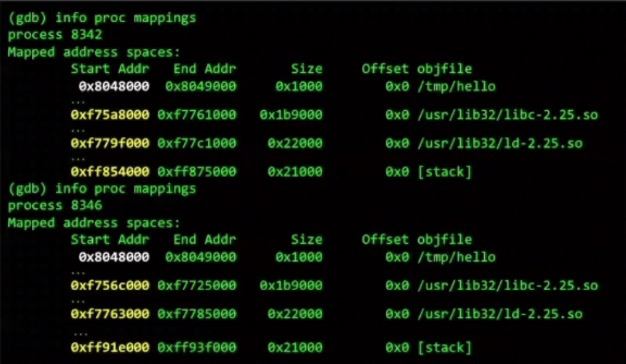 (gdb) info proc mappings
process 8342
Mapped address spaces:
Start Addr End Addr Size Offset objfile
0x8048000 0x8049000 0x1000 0x0 /tmp/hello
...
0xf75a8000 0xf7761000 0x1b9000 0x0 /usr/lib32/libc-2.25.so
...
0xf779f000 0xf77c1000 0x22000 0x0 /usr/lib32/ld-2.25.so
...
0xff854000 0xff875000 0x21000 0x0 [stack]
(gdb) info proc mappings
process 8346
Mapped address spaces:
Start Addr End Addr Size Offset objfile
0x8048000 0x8049000 0x1000 0x0 /tmp/hello
...
0xf756c000 0xf7725000 0x1b9000 0x0 /usr/lib32/libc-2.25.so
...
0xf7763000 0xf7785000 0x22000 0x0 /usr/lib32/ld-2.25.so
...
0xff91e000 0xff93f000 0x21000 0x0 [stack]